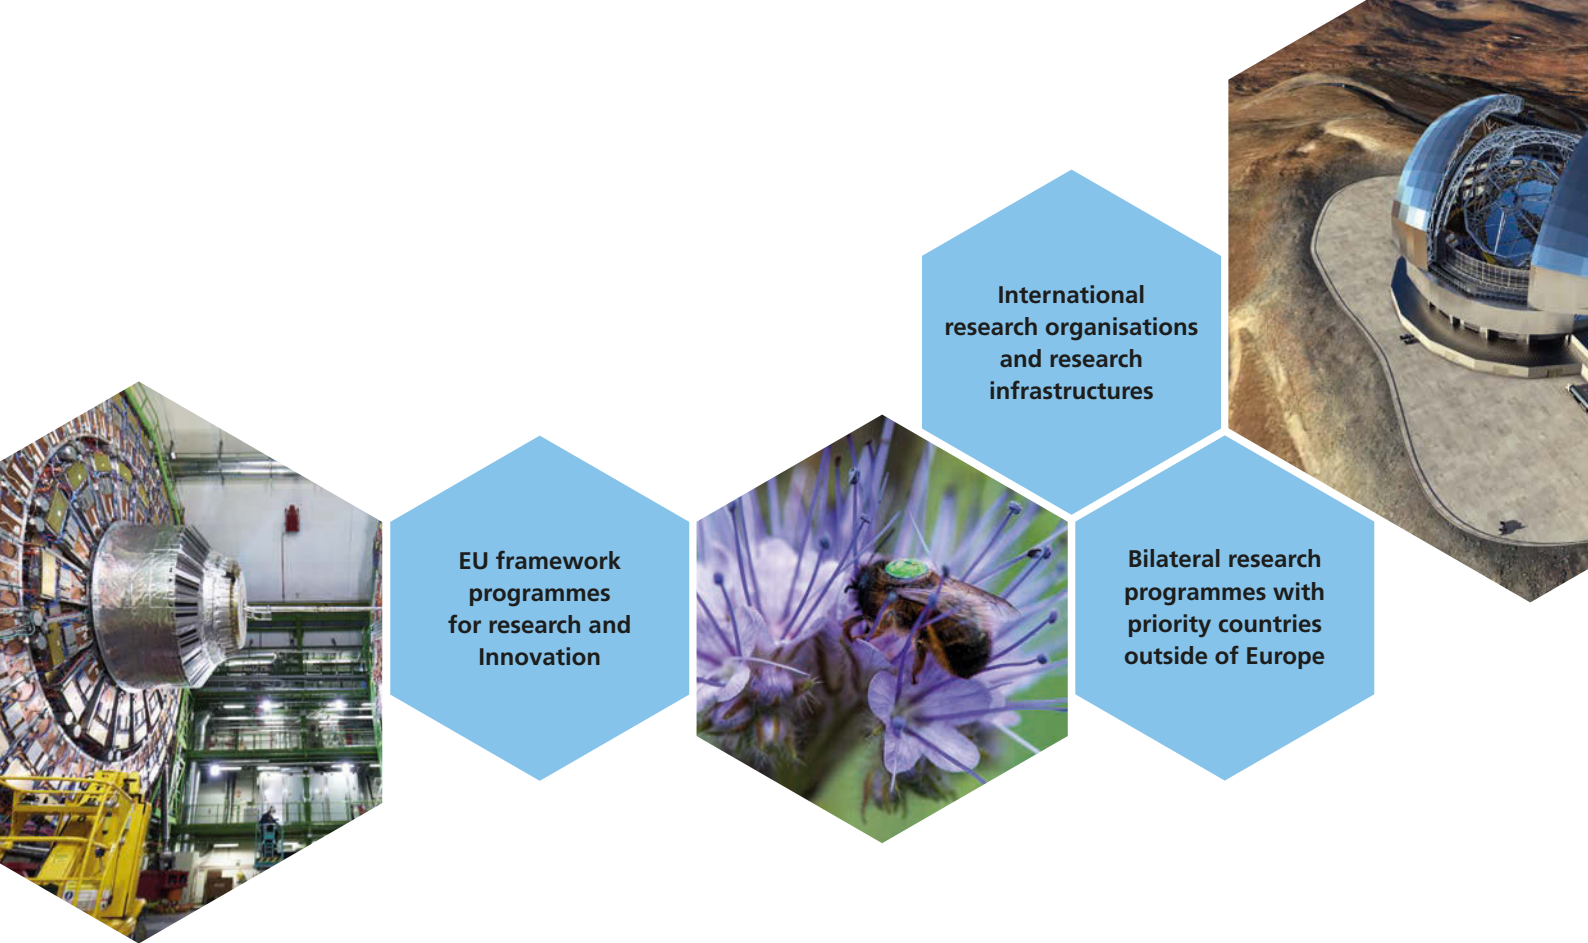 International
research organisations
and research
infrastructures
EU framework
programmes
for research and
Innovation
Bilateral research
programmes with
priority countries
outside of Europe